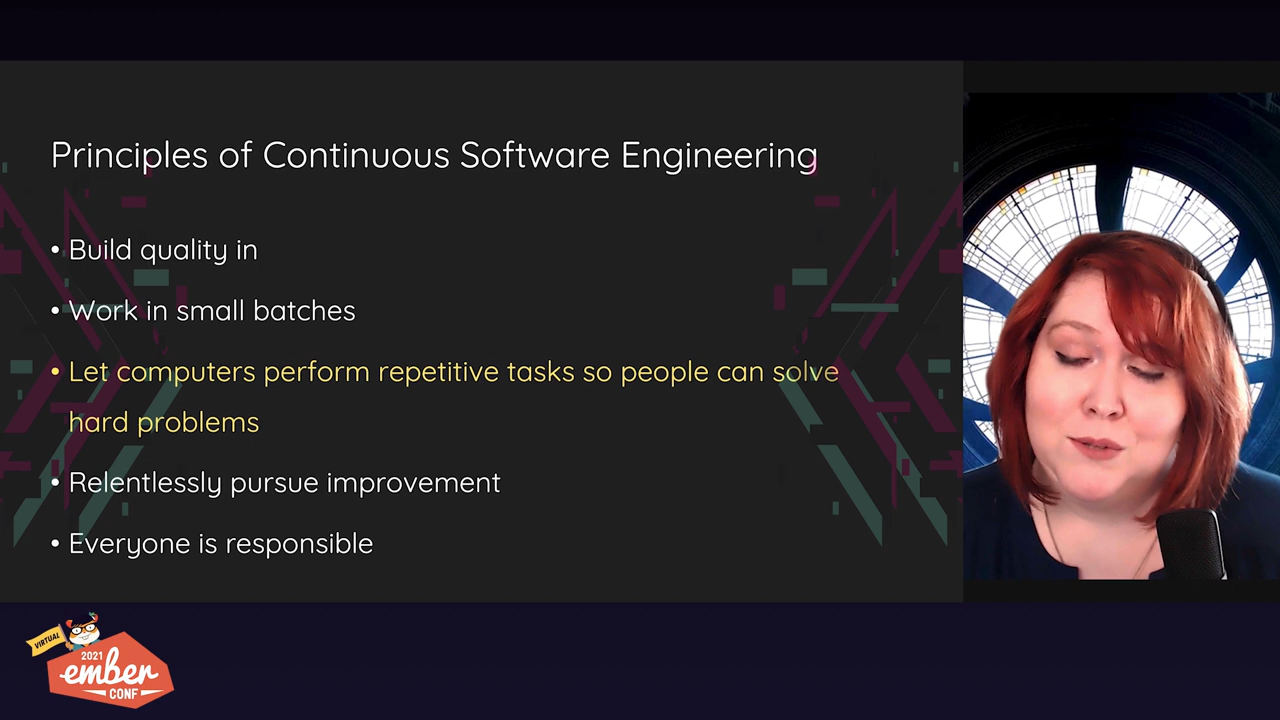 Principles of Continuous Software Engineering
• Build quality in
• Work in small batches
• Let computers perform repetitive tasks so people can solve
hard problems
• Relentlessly pursue improvement
• Everyone is responsible
VIRTUAL
2021
ember
CONF